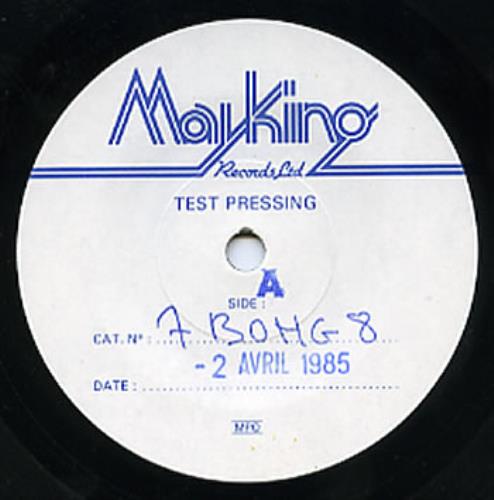 Mayking
Records Ltd
TEST PRESSING
SIDE : A
CAT. Nº : 7 BOHG 8
-2 AVRIL 1985
DATE :
MPO